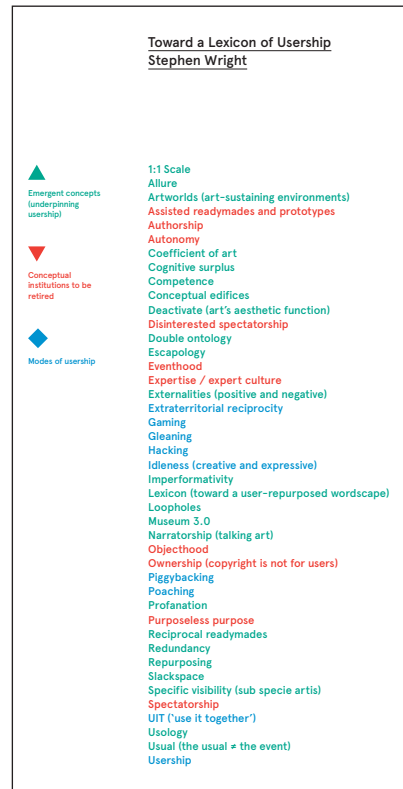 Toward a Lexicon of Usership
Stephen Wright
Emergent concepts
(underpinning
usership)
Conceptual
institutions to be
retired
Modes of usership
1:1 Scale
Allure
Artworlds (art-sustaining environments)
Assisted readymades and prototypes
Authorship
Autonomy
Coefficient of art
Cognitive surplus
Competence
Conceptual edifices
Deactivate (art's aesthetic function)
Disinterested spectatorship
Double ontology
Escapology
Eventhood
Expertise / expert culture
Externalities (positive and negative)
Extraterritorial reciprocity
Gaming
Gleaning
Hacking
Idleness (creative and expressive)
Imperformativity
Lexicon (toward a user-repurposed wordscape)
Loopholes
Museum 3.0
Narratorship (talking art)
Objecthood
Ownership (copyright is not for users)
Piggybacking
Poaching
Profanation
Purposeless purpose
Reciprocal readymades
Redundancy
Repurposing
Slackspace
Specific visibility (sub specie artis)
Spectatorship
UIT ('use it together')
Usology
Usual (the usual ≠ the event)
Usership